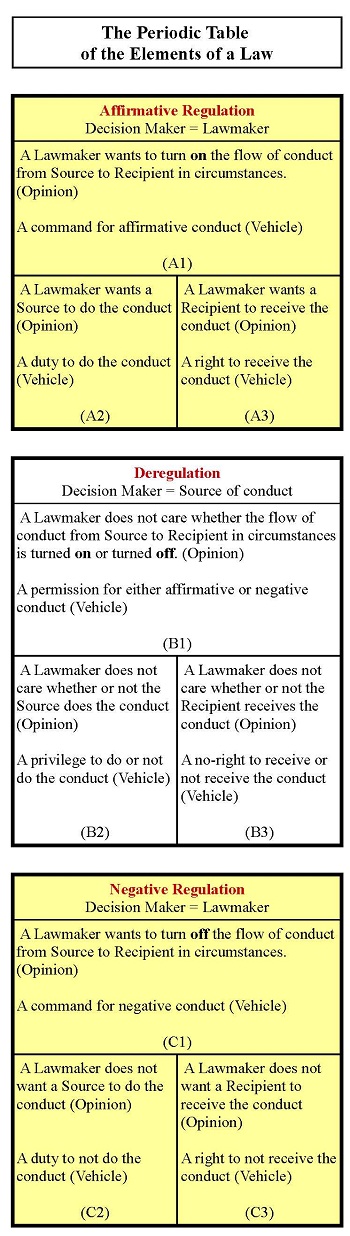 The Periodic Table
of the Elements of a Law
Affirmative Regulation
Decision Maker = Lawmaker
A Lawmaker wants to turn on the flow of conduct
from Source to Recipient in circumstances.
(Opinion)
A command for affirmative conduct (Vehicle)
(A1)
A Lawmaker wants a
Source to do the conduct
(Opinion)
A duty to do the conduct
(Vehicle)
(A2)
A Lawmaker wants a
Recipient to receive the
conduct (Opinion)
A right to receive the
conduct (Vehicle)
(A3)
Deregulation
Decision Maker = Source of conduct
A Lawmaker does not care whether the flow of
conduct from Source to Recipient in circumstances
is turned on or turned off. (Opinion)
A permission for either affirmative or negative
conduct (Vehicle)
(B1)
A Lawmaker does not
care whether or not the
Source does the conduct
(Opinion)
A privilege to do or not
do the conduct (Vehicle)
(B2)
A Lawmaker does not
care whether or not the
Recipient receives the
conduct (Opinion)
A no-right to receive or
not receive the conduct
(Vehicle)
(B3)
Negative Regulation
Decision Maker = Lawmaker
A Lawmaker wants to turn off the flow of conduct
from Source to Recipient in circumstances.
(Opinion)
A command for negative conduct (Vehicle)
(C1)
A Lawmaker does not
want a Source to do the
conduct (Opinion)
A duty to not do the
conduct (Vehicle)
(C2)
A Lawmaker does not
want a Recipient to
receive the conduct
(Opinion)
A right to not receive the
conduct (Vehicle)
(C3)